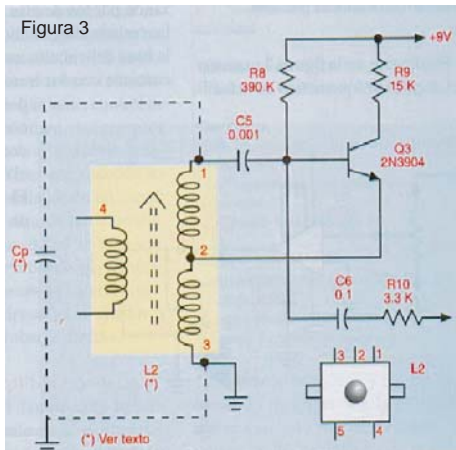 Figura 3
+9V
R8
390 K
R9
15 K
C5
0.001
Q3
2N3904
1
4
2
Cp
(*)
3
C6
0.1
R10
3.3 K
L2
(*)
3 2 1
L2
5 4
(*) Ver texto